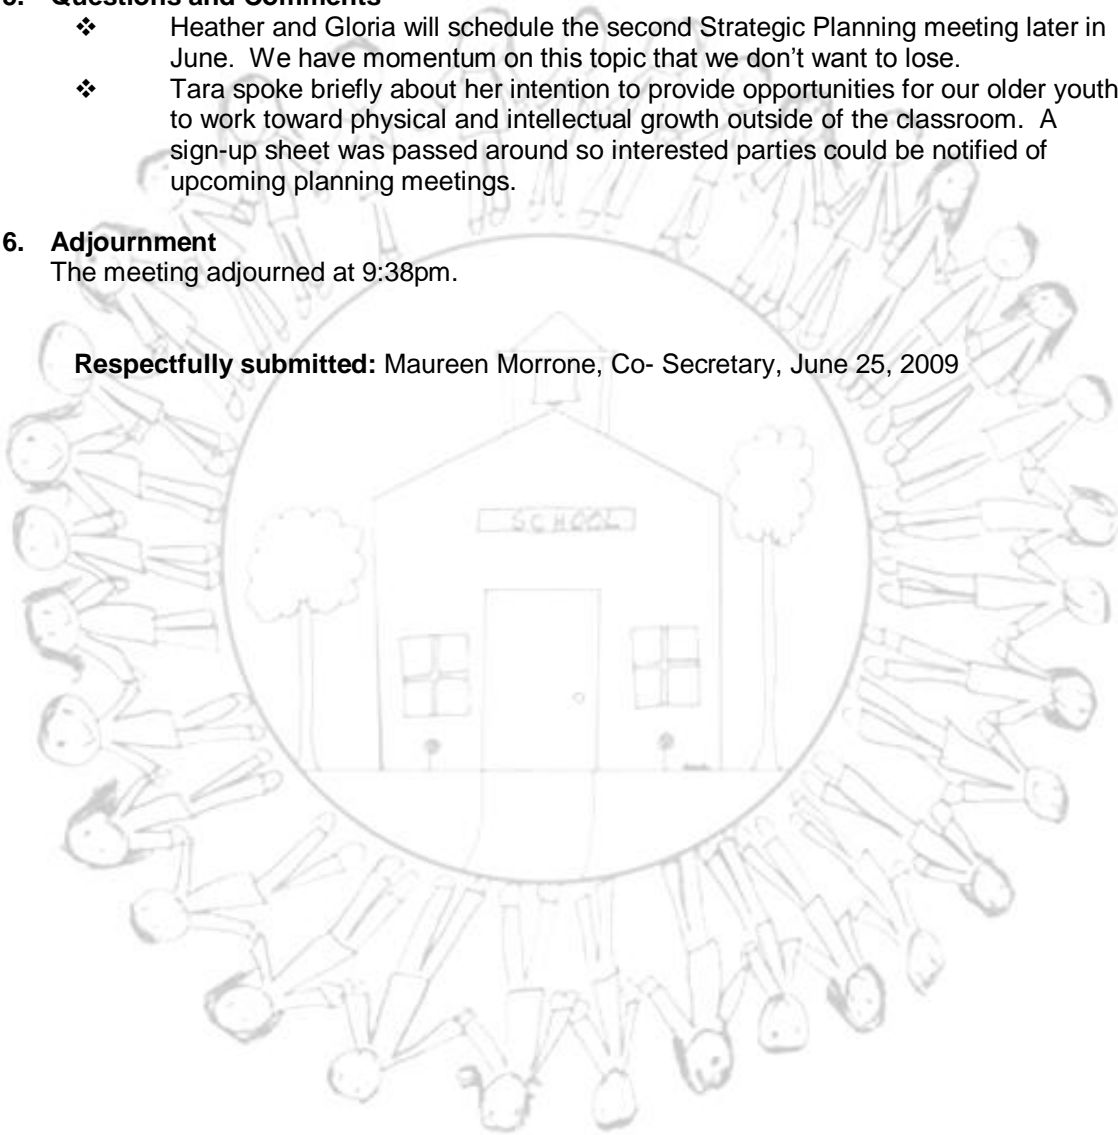 Questions and Comments
❖ Heather and Gloria will schedule the second Strategic Planning meeting later in
June. We have momentum on this topic that we don’t want to lose.
❖ Tara spoke briefly about her intention to provide opportunities for our older youth
to work toward physical and intellectual growth outside of the classroom. A
sign-up sheet was passed around so interested parties could be notified of
upcoming planning meetings.
6. Adjournment
The meeting adjourned at 9:38pm.
Respectfully submitted: Maureen Morrone, Co- Secretary, June 25, 2009
SCHOOL